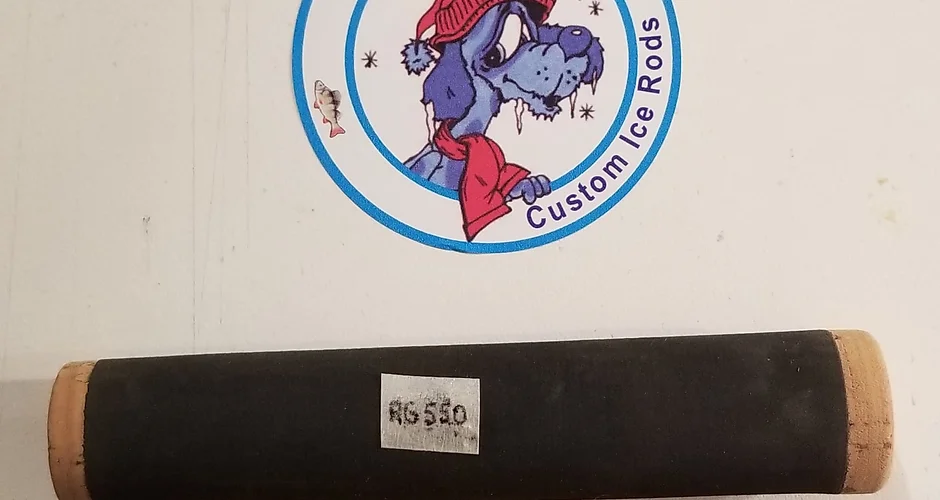 Custom Ice Rods
RG550